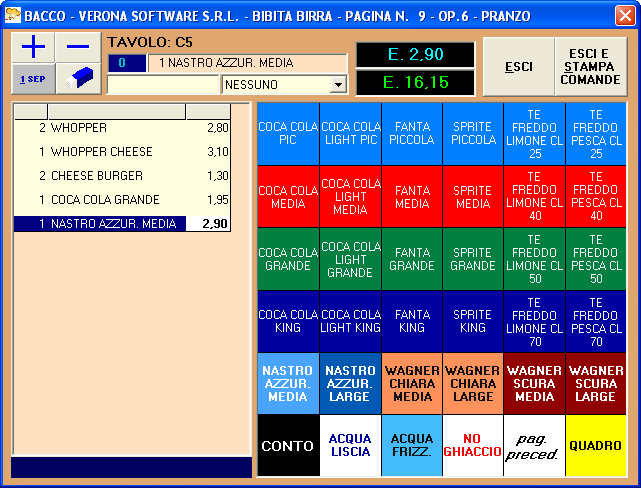 BACCO - VERONA SOFTWARE S.R.L. - BIBITA BIRRA - PAGINA N. 9 - OP.6 - PRANZO
+ −
1 SEP
TAVOLO: C5
0 1 NASTRO AZZUR. MEDIA
NESSUNO
E. 2,90
E. 16,15
ESCI
ESCI E
STAMPA
COMANDE
2 WHOPPER 2,80
1 WHOPPER CHEESE 3,10
2 CHEESE BURGER 1,30
1 COCA COLA GRANDE 1,95
1 NASTRO AZZUR. MEDIA 2,90
COCA COLA
PIC
COCA COLA
LIGHT PIC
FANTA
PICCOLA
SPRITE
PICCOLA
TE
FREDDO
LIMONE CL
25
TE
FREDDO
PESCA CL
25
COCA COLA
MEDIA
COCA COLA
LIGHT
MEDIA
FANTA
MEDIA
SPRITE
MEDIA
TE
FREDDO
LIMONE CL
40
TE
FREDDO
PESCA CL
40
COCA COLA
GRANDE
COCA COLA
LIGHT
GRANDE
FANTA
GRANDE
SPRITE
GRANDE
TE
FREDDO
LIMONE CL
50
TE
FREDDO
PESCA CL
50
COCA COLA
KING
COCA COLA
LIGHT KING
FANTA
KING
SPRITE
KING
TE
FREDDO
LIMONE CL
70
TE
FREDDO
PESCA CL
70
NASTRO
AZZUR.
MEDIA
NASTRO
AZZUR.
LARGE
WAGNER
CHIARA
MEDIA
WAGNER
CHIARA
LARGE
WAGNER
SCURA
MEDIA
WAGNER
SCURA
LARGE
CONTO
ACQUA
LISCIA
ACQUA
FRIZZ.
NO
GHIACCIO
pag.
preced.
QUADRO